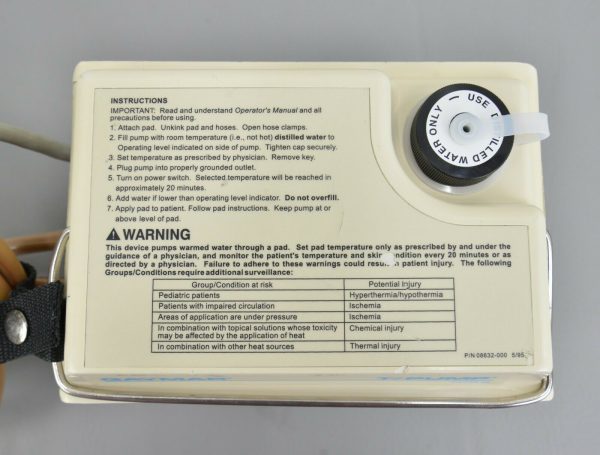 INSTRUCTIONS
IMPORTANT: Read and understand Operator's Manual and all
precautions before using.
1. Attach pad. Unkink pad and hoses. Open hose clamps.
2. Fill pump with room temperature (i.e., not hot) distilled water to
Operating level indicated on side of pump. Tighten cap securely.
3. Set temperature as prescribed by physician. Remove key.
4. Plug pump into properly grounded outlet.
5. Turn on power switch. Selected temperature will be reached in
approximately 20 minutes.
6. Add water if lower than operating level indicator. Do not overfill.
7. Apply pad to patient. Follow pad instructions. Keep pump at or
above level of pad.
USE DISTILLED WATER ONLY –
WARNING
This device pumps warmed water through a pad. Set pad temperature only as prescribed by and under the
guidance of a physician, and monitor the patient's temperature and skin condition every 20 minutes or as
directed by a physician. Failure to adhere to these warnings could result in patient injury. The following
Groups/Conditions require additional surveillance:
Group/Condition at risk Potential Injury
Pediatric patients Hyperthermia/hypothermia
Patients with impaired circulation Ischemia
Areas of application are under pressure Ischemia
In combination with topical solutions whose toxicity
may be affected by the application of heat Chemical injury
In combination with other heat sources Thermal injury
P/N 08632-000 5/95
GAYMAR T/PUMP